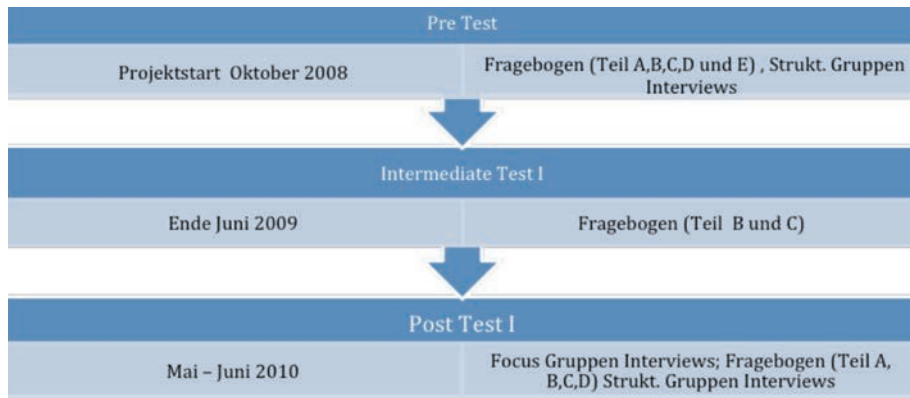 Pre Test
Projektstart Oktober 2008
Fragebogen (Teil A,B,C,D und E) , Strukt. Gruppen
Interviews
Intermediate Test I
Ende Juni 2009
Fragebogen (Teil B und C)
Post Test I
Mai – Juni 2010
Focus Gruppen Interviews; Fragebogen (Teil A,
B,C,D) Strukt. Gruppen Interviews